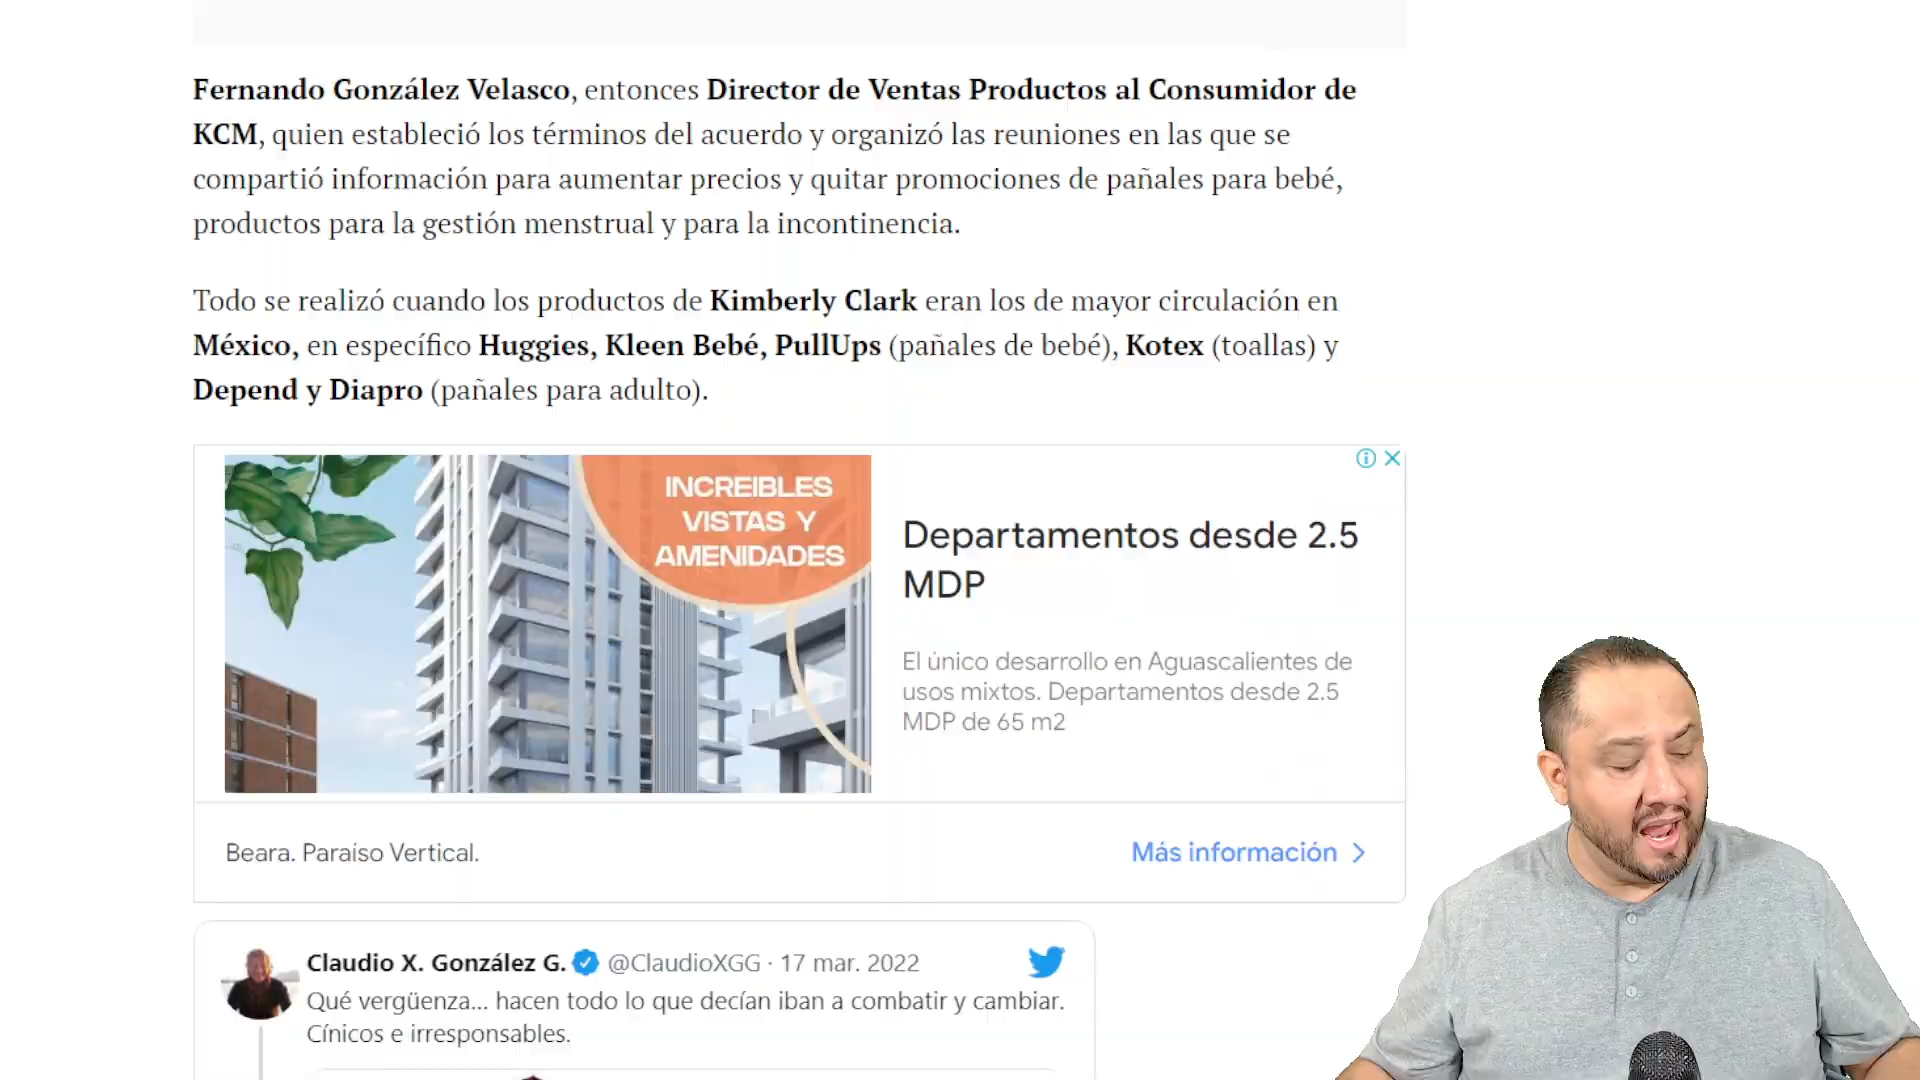 Fernando González Velasco, entonces Director de Ventas Productos al Consumidor de
KCM, quien estableció los términos del acuerdo y organizó las reuniones en las que se
compartió información para aumentar precios y quitar promociones de pañales para bebé,
productos para la gestión menstrual y para la incontinencia.
Todo se realizó cuando los productos de Kimberly Clark eran los de mayor circulación en
México, en específico Huggies, Kleen Bebé, PullUps (pañales de bebé), Kotex (toallas) y
Depend y Diapro (pañales para adulto).
INCREIBLES
VISTAS Y
AMENIDADES
Departamentos desde 2.5
MDP
El único desarrollo en Aguascalientes de
usos mixtos. Departamentos desde 2.5
MDP de 65 m2
Beara. Paraíso Vertical.
Más información
Claudio X. González G. @ClaudioXGG · 17 mar. 2022
Qué vergüenza... hacen todo lo que decían iban a combatir y cambiar.
Cínicos e irresponsables.